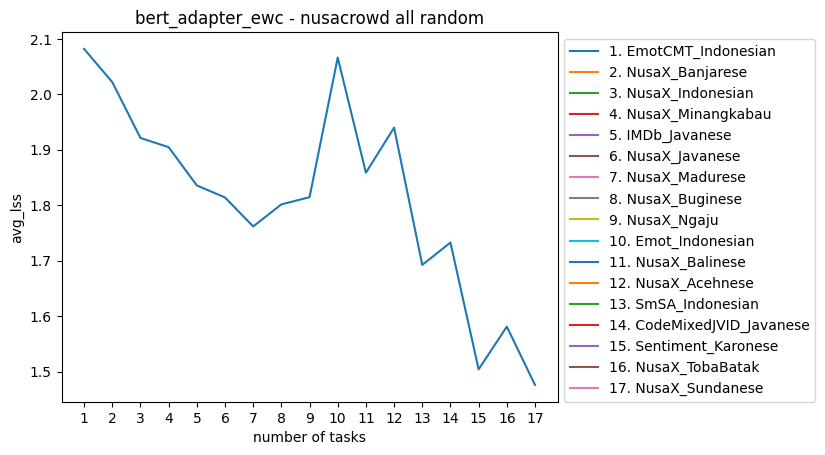 bert_adapter_ewc - nusacrowd all random
avg_lss
2.1
2.0
1.9
1.8
1.7
1.6
1.5
1 2 3 4 5 6 7 8 9 10 11 12 13 14 15 16 17
number of tasks
1. EmotCMT_Indonesian
2. NusaX_Banjarese
3. NusaX_Indonesian
4. NusaX_Minangkabau
5. IMDb_Javanese
6. NusaX_Javanese
7. NusaX_Madurese
8. NusaX_Buginese
9. NusaX_Ngaju
10. Emot_Indonesian
11. NusaX_Balinese
12. NusaX_Acehnese
13. SmSA_Indonesian
14. CodeMixedJVID_Javanese
15. Sentiment_Karonese
16. NusaX_TobaBatak
17. NusaX_Sundanese